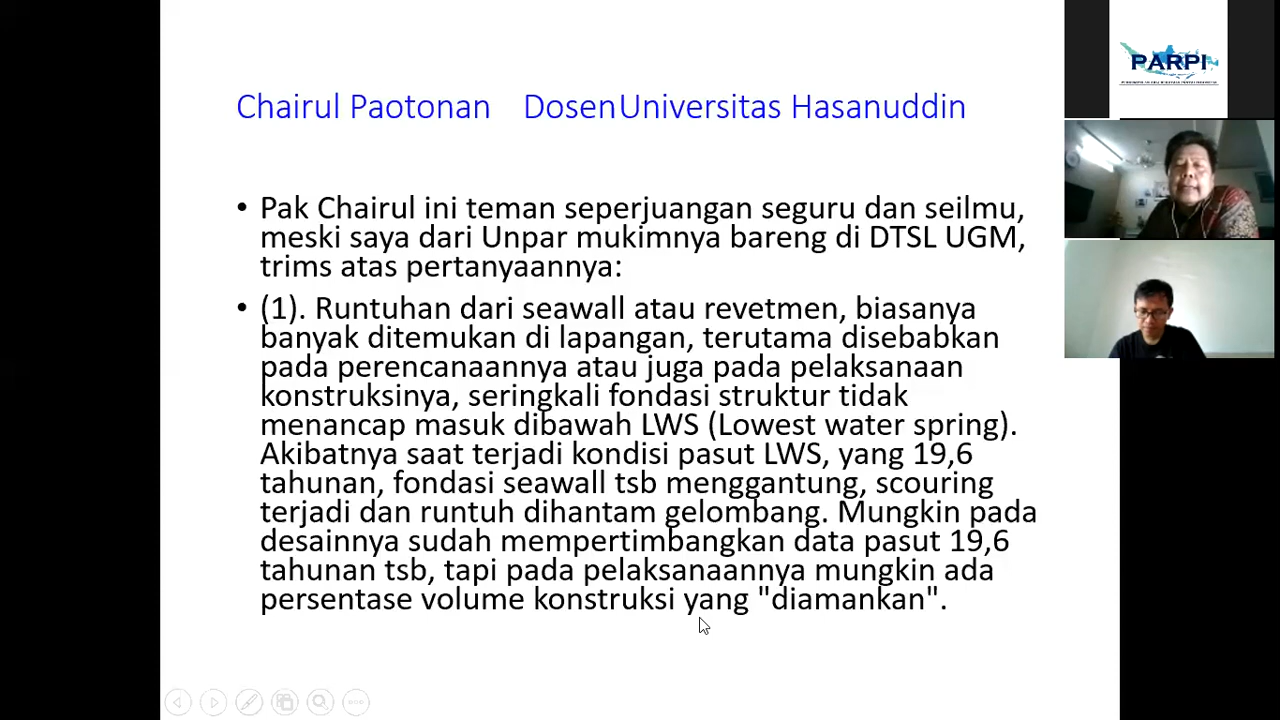 Chairul Paotonan DosenUniversitas Hasanuddin
• Pak Chairul ini teman seperjuangan seguru dan seilmu,
meski saya dari Unpar mukimnya bareng di DTSL UGM,
trims atas pertanyaannya:
• (1). Runtuhan dari seawall atau revetmen, biasanya
banyak ditemukan di lapangan, terutama disebabkan
pada perencanaannya atau juga pada pelaksanaan
konstruksinya, seringkali fondasi struktur tidak
menancap masuk dibawah LWS (Lowest water spring).
Akibatnya saat terjadi kondisi pasut LWS, yang 19,6
tahunan, fondasi seawall tsb menggantung, scouring
terjadi dan runtuh dihantam gelombang. Mungkin pada
desainnya sudah mempertimbangkan data pasut 19,6
tahunan tsb, tapi pada pelaksanaannya mungkin ada
persentase volume konstruksi yang "diamankan".
PARPI